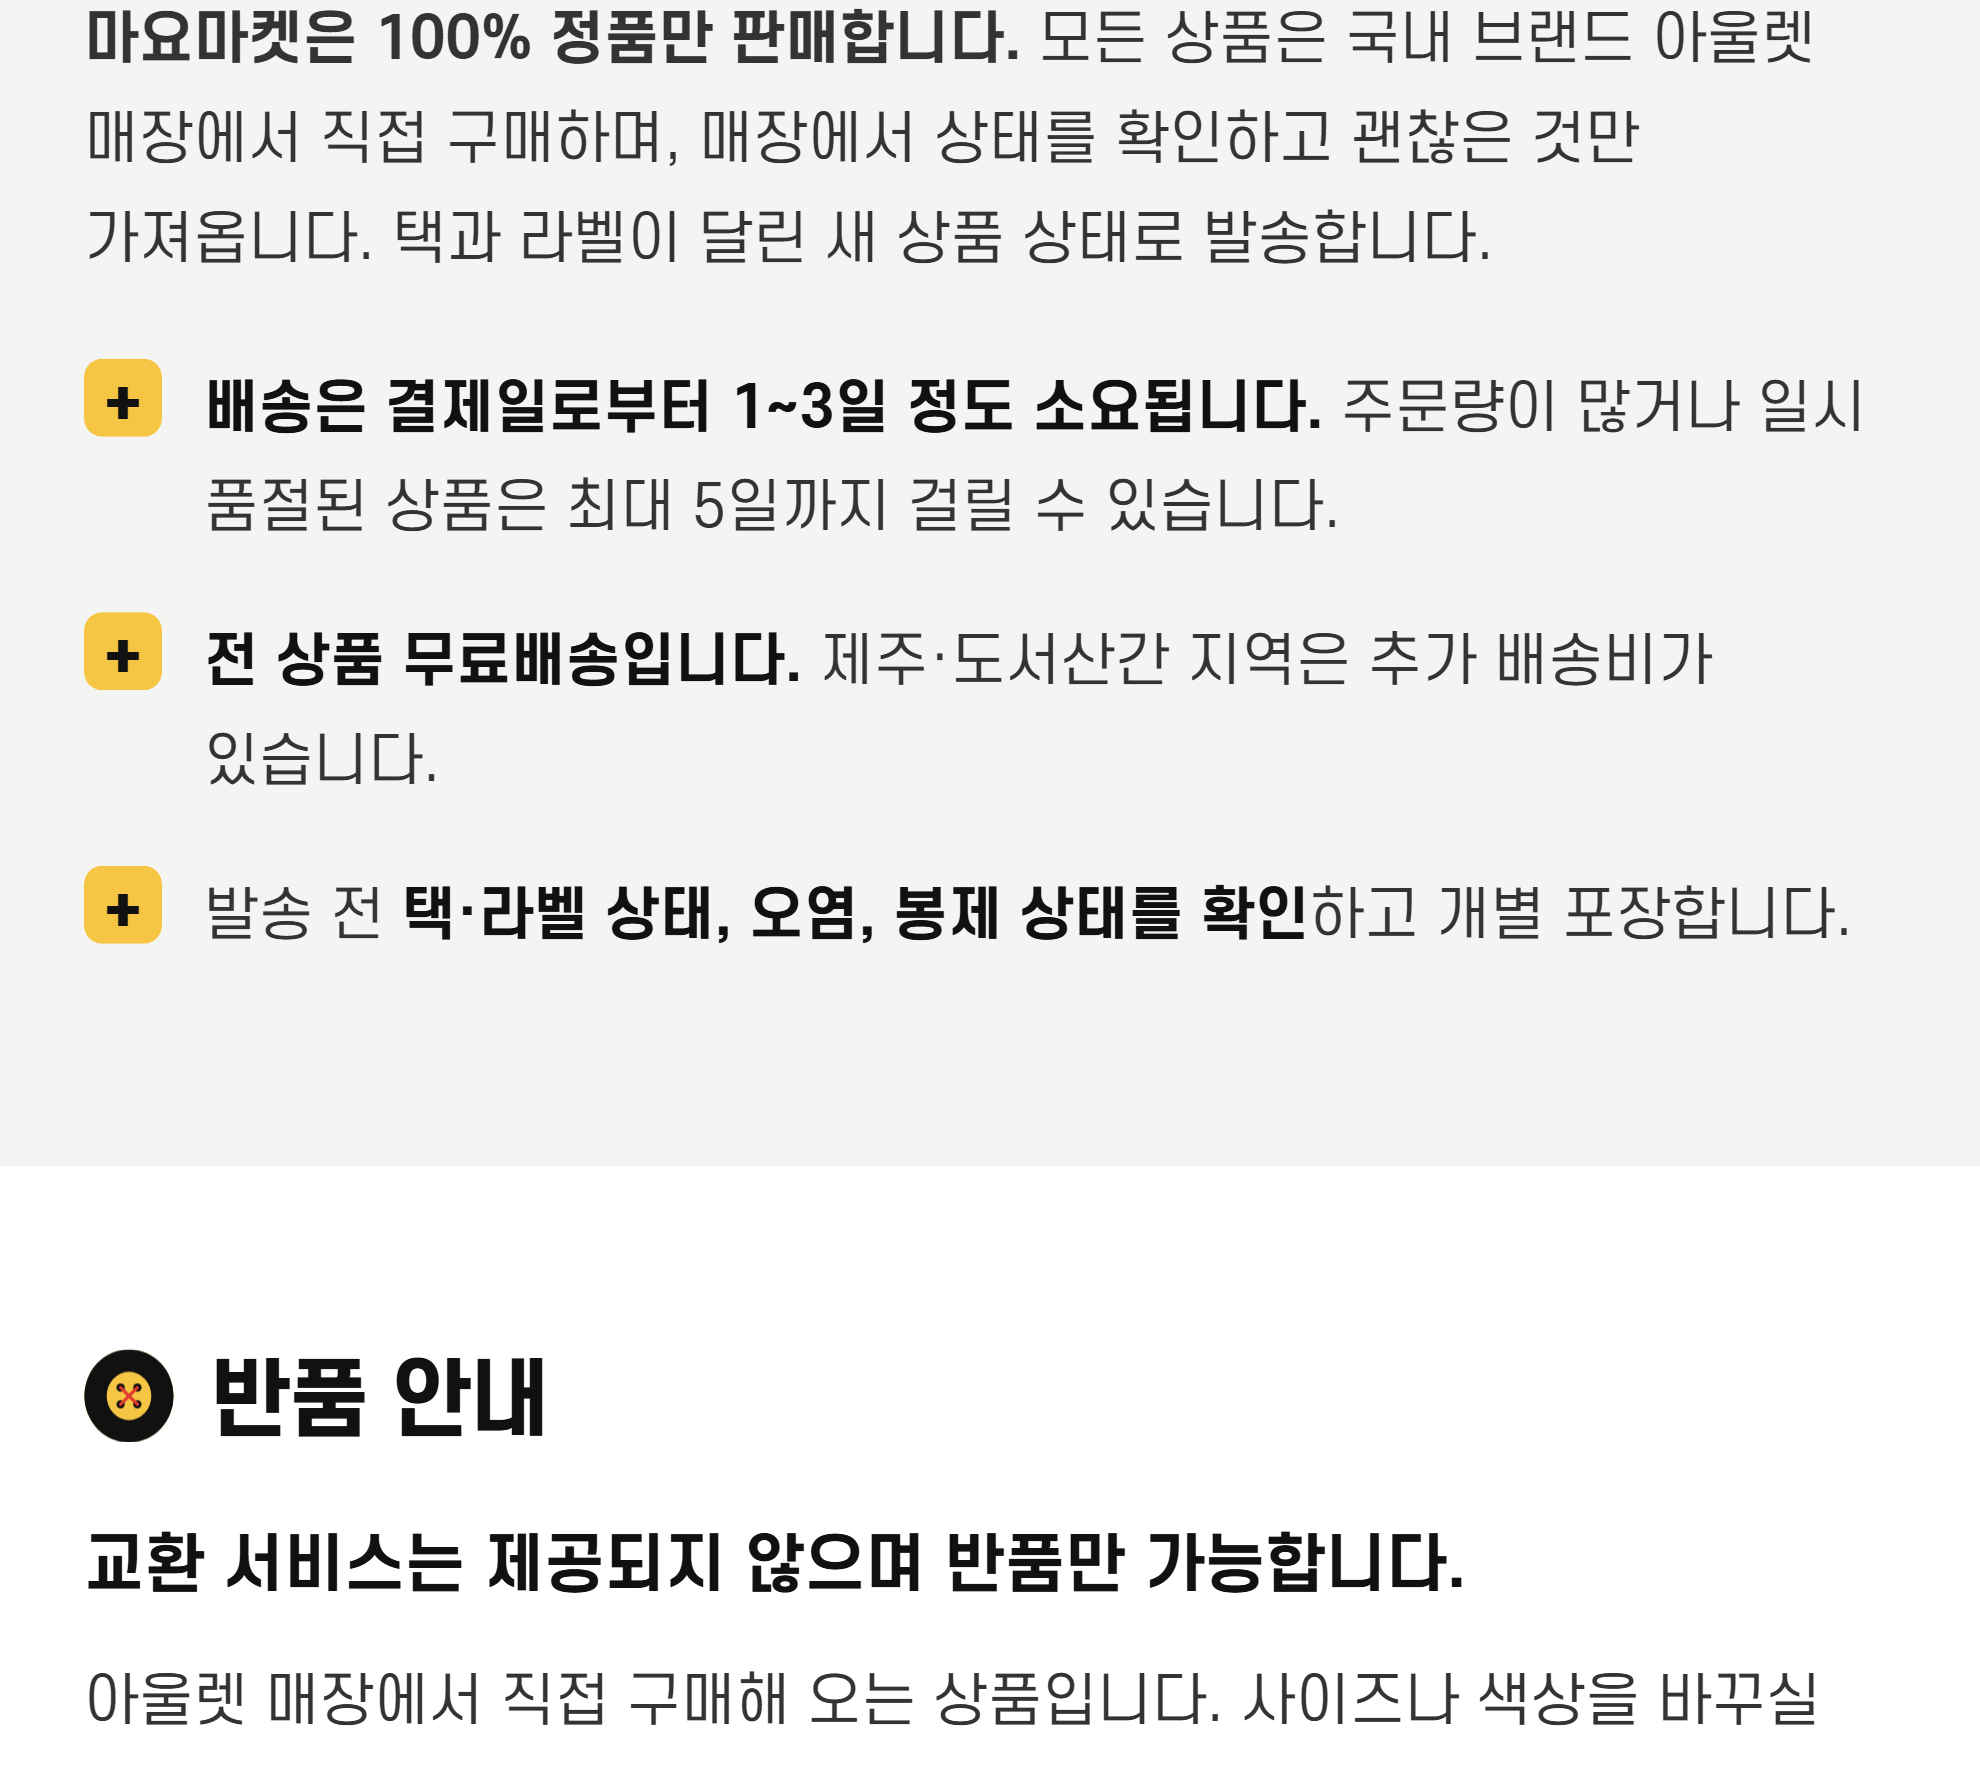 마요마켓은 100% 정품만 판매합니다. 모든 상품은 국내 브랜드 아울렛
매장에서 직접 구매하며, 매장에서 상태를 확인하고 괜찮은 것만
가져옵니다. 택과 라벨이 달린 새 상품 상태로 발송합니다.
+ 배송은 결제일로부터 1~3일 정도 소요됩니다. 주문량이 많거나 일시
품절된 상품은 최대 5일까지 걸릴 수 있습니다.
+ 전 상품 무료배송입니다. 제주·도서산간 지역은 추가 배송비가
있습니다.
+ 발송 전 택·라벨 상태, 오염, 봉제 상태를 확인하고 개별 포장합니다.
반품 안내
교환 서비스는 제공되지 않으며 반품만 가능합니다.
아울렛 매장에서 직접 구매해 오는 상품입니다. 사이즈나 색상을 바꾸실